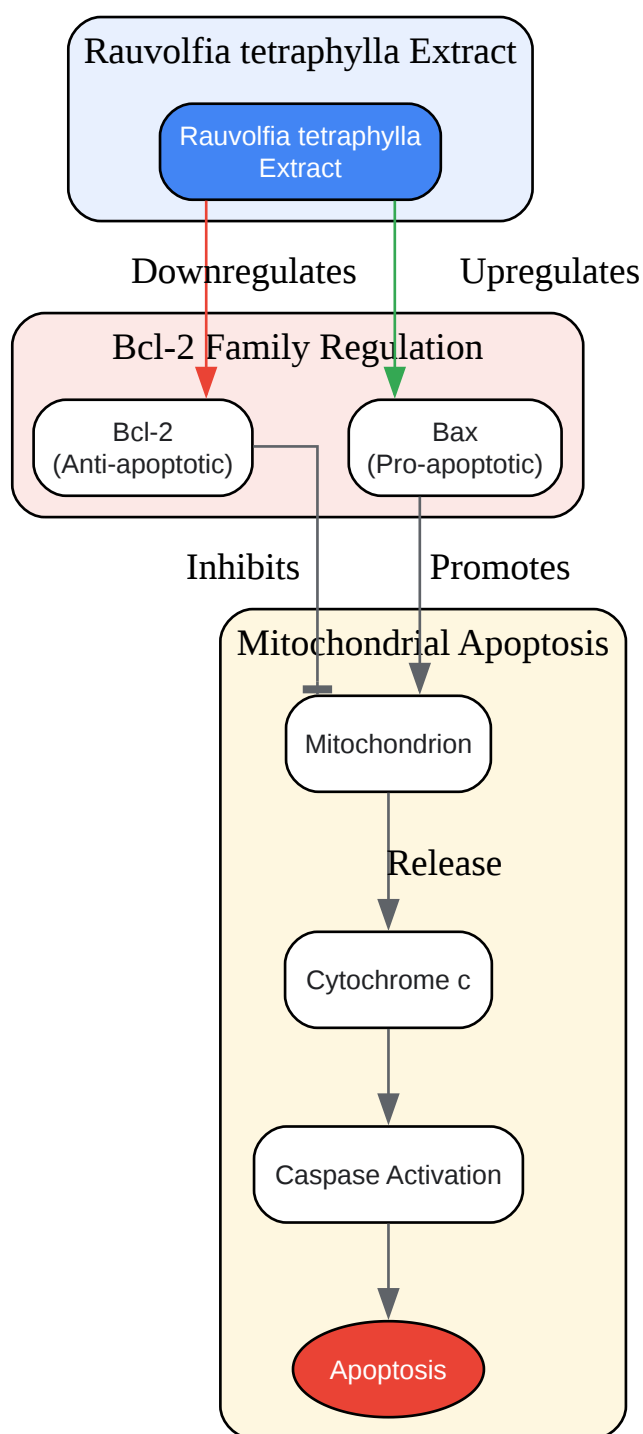 Rauvolfia tetraphylla Extract
Rauvolfia tetraphylla
Extract
Downregulates
Upregulates
Bcl-2 Family Regulation
Bcl-2
(Anti-apoptotic)
Bax
(Pro-apoptotic)
Inhibits
Promotes
Mitochondrial Apoptosis
Mitochondrion
Release
Cytochrome c
Caspase Activation
Apoptosis